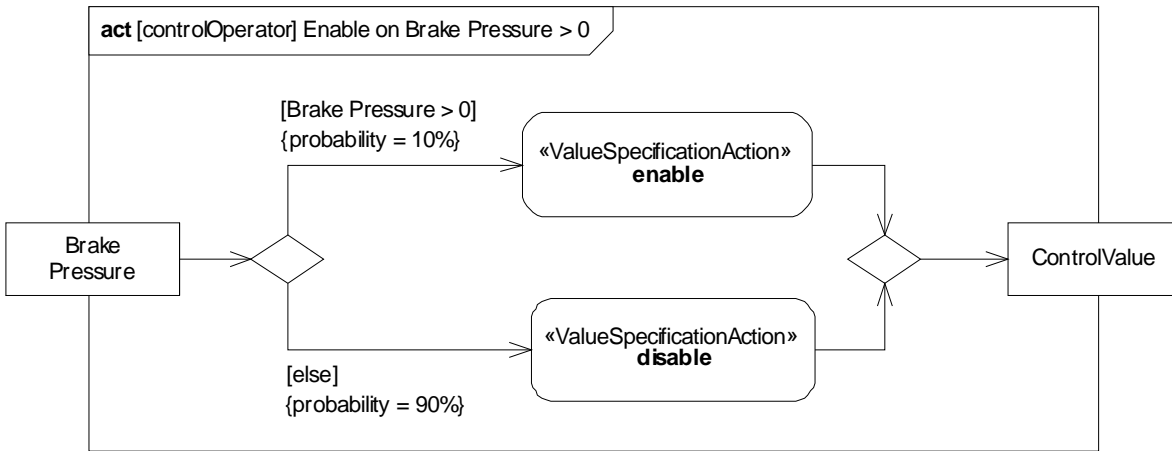 act [controlOperator] Enable on Brake Pressure > 0
[Brake Pressure > 0]
{probability = 10%}
«ValueSpecificationAction»
enable
Brake
Pressure
ControlValue
«ValueSpecificationAction»
disable
[else]
{probability = 90%}